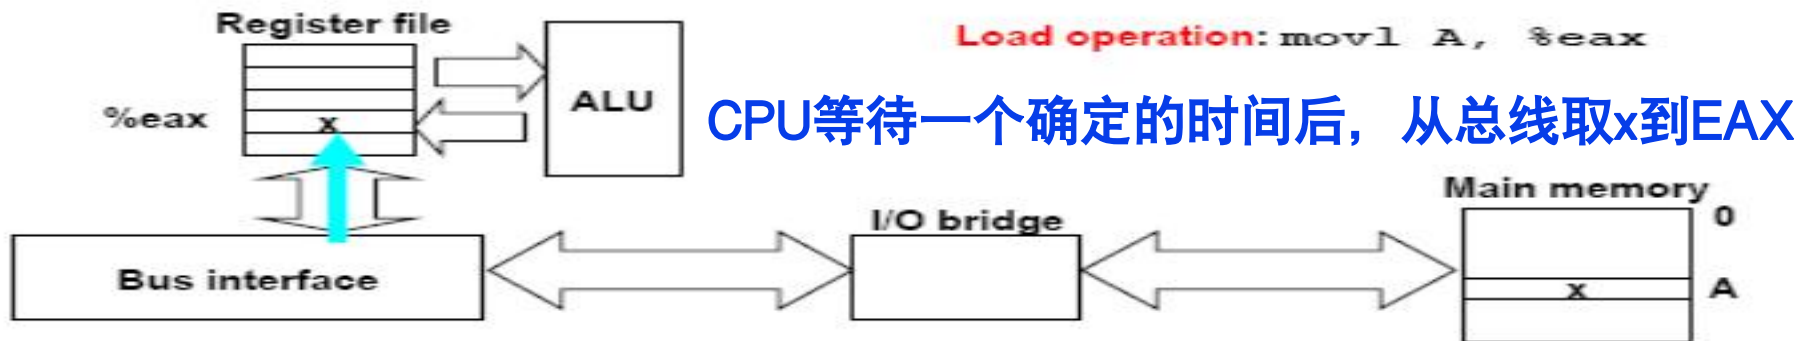 Register file
Load operation: movl A, %eax
%eax
x
ALU
CPU等待一个确定的时间后，从总线取x到EAX
Main memory
0
I/O bridge
Bus interface
x
A